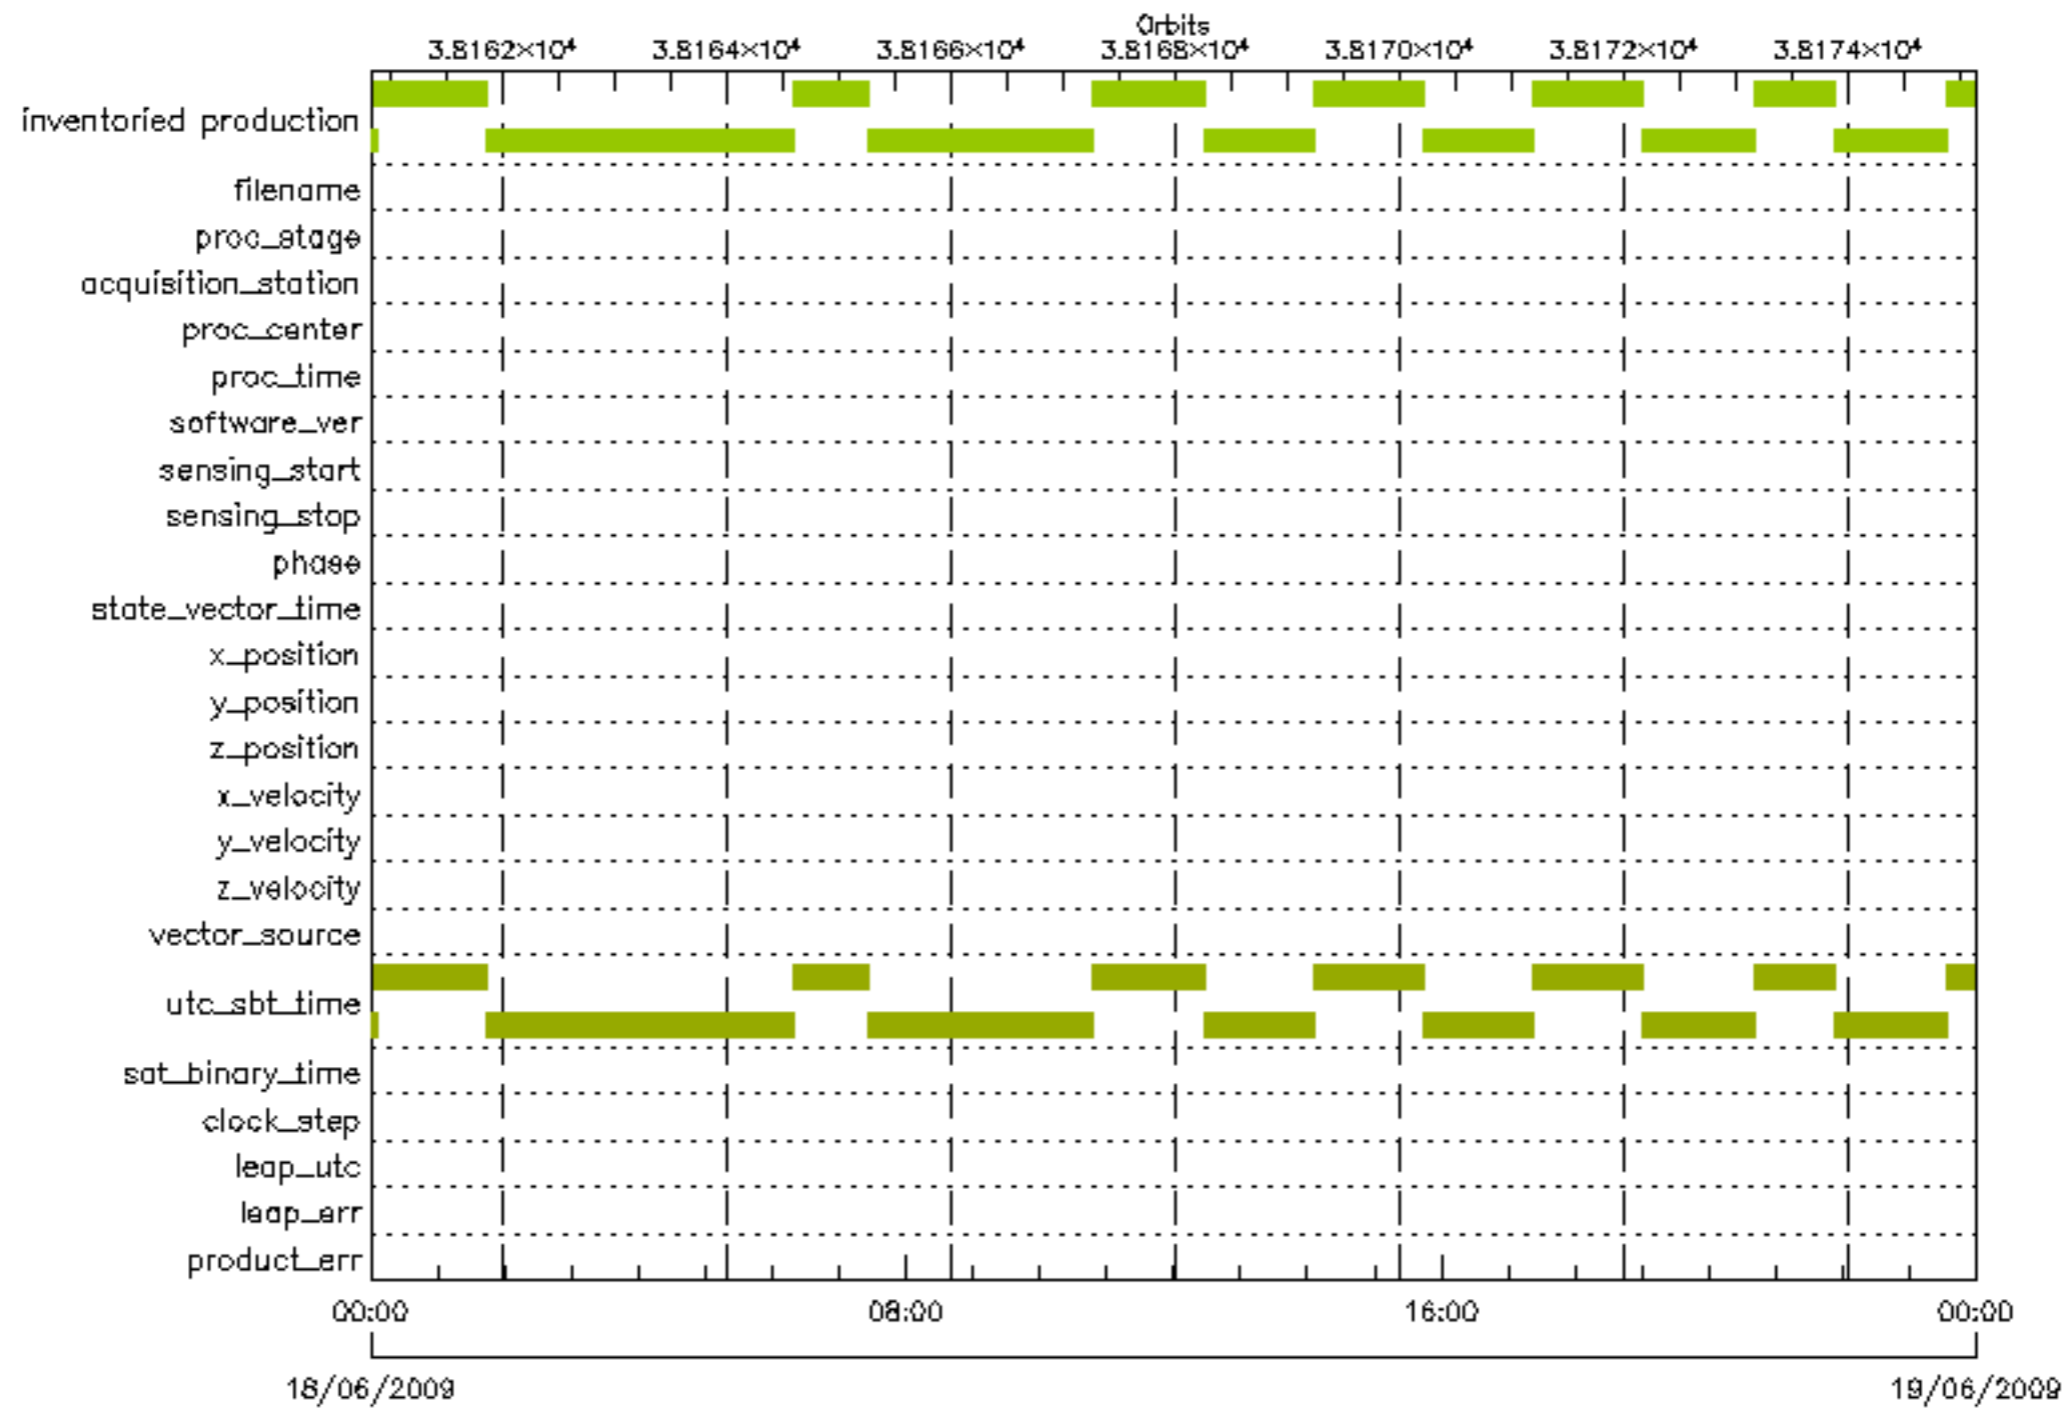 Orbits
3.8162×10⁴ 3.8164×10⁴ 3.8166×10⁴ 3.8168×10⁴ 3.8170×10⁴ 3.8172×10⁴ 3.8174×10⁴
inventoried production
filename
proc_stage
acquisition_station
proc_center
proc_time
software_ver
sensing_start
sensing_stop
phase
state_vector_time
x_position
y_position
z_position
x_velocity
y_velocity
z_velocity
vector_source
utc_sbt_time
sat_binary_time
clock_step
leap_utc
leap_err
product_err
00:00 08:00 16:00 00:00
18/06/2009 19/06/2009